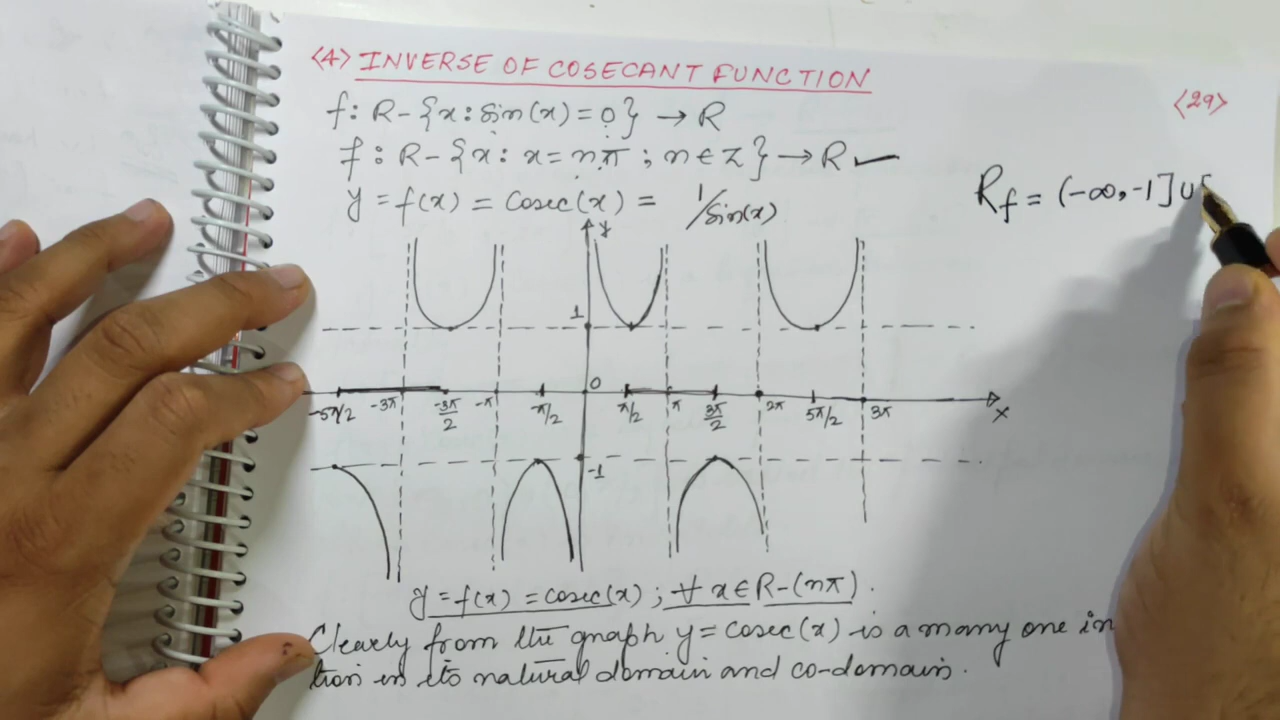 <4> INVERSE OF COSECANT FUNCTION
<29>
f: R-{x: sin(x)=0} → R
f: R-{x: x=nπ ; n∈Z} → R ✓
y = f(x) = cosec(x) = 1/sin(x)
R_f = (-∞,-1]∪[
y
1
0
-5π/2 -3π -3π/2 -π -π/2 π/2 π 3π/2 2π 5π/2 3π
x
-1
y = f(x) = cosec(x) ; ∀ x∈R-(nπ).
Clearly from the graph y=cosec(x) is a many one in
tion in its natural domain and co-domain.